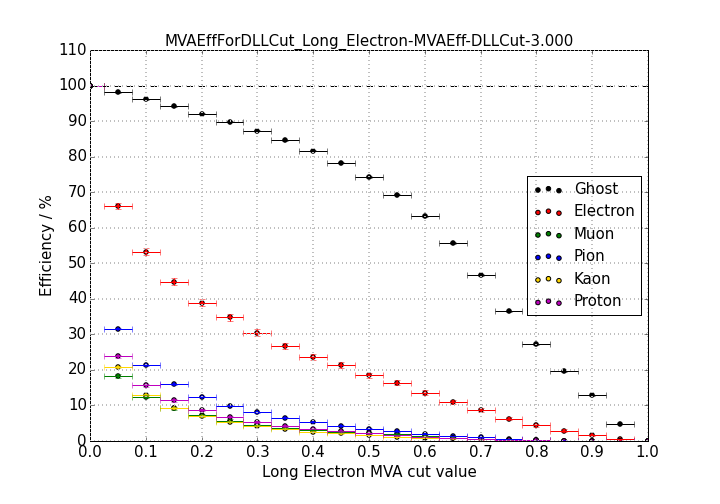 MVAEffForDLLCut_Long_Electron-MVAEff-DLLCut-3.000
110
100
90
80
70
60
50
40
30
20
10
0
Efficiency / %
Ghost
Electron
Muon
Pion
Kaon
Proton
0.0 0.1 0.2 0.3 0.4 0.5 0.6 0.7 0.8 0.9 1.0
Long Electron MVA cut value